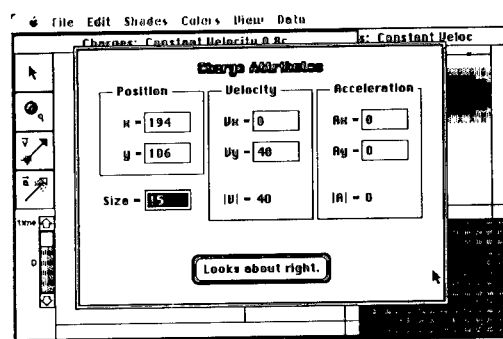 File Edit Shades Colors View Data
Charges: Constant Velocity 0.8c
s: Constant Veloc
Charge Attributes
Position
x = 194
y = 106
Size = 15
Velocity
Vx = 0
Vy = 40
|V| = 40
Acceleration
Ax = 0
Ay = 0
|A| = 0
Looks about right.
q
V
a
time
0